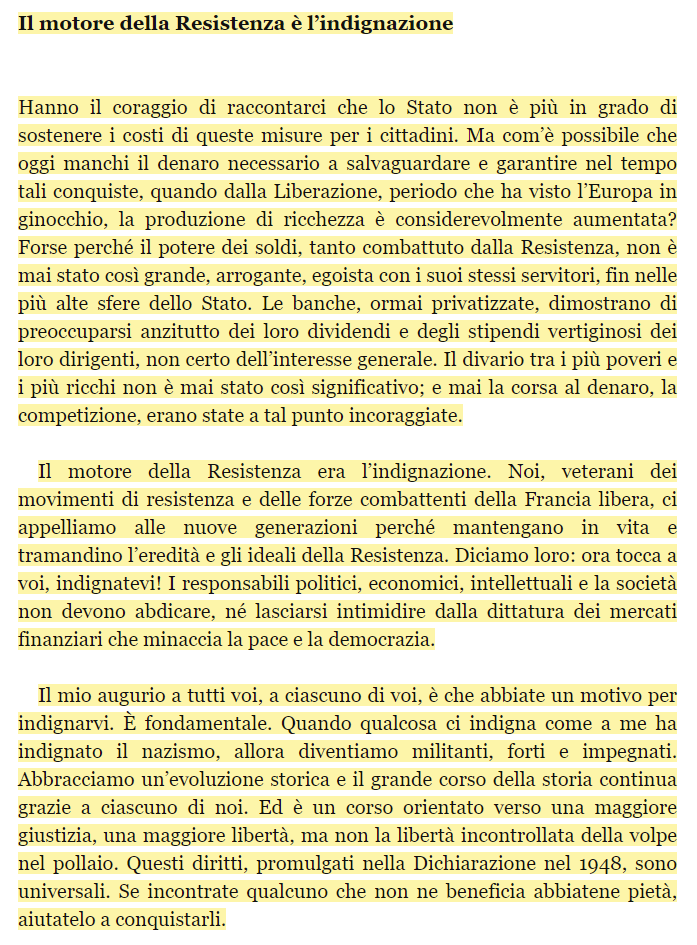 Il motore della Resistenza è l’indignazione
Hanno il coraggio di raccontarci che lo Stato non è più in grado di
sostenere i costi di queste misure per i cittadini. Ma com’è possibile che
oggi manchi il denaro necessario a salvaguardare e garantire nel tempo
tali conquiste, quando dalla Liberazione, periodo che ha visto l’Europa in
ginocchio, la produzione di ricchezza è considerevolmente aumentata?
Forse perché il potere dei soldi, tanto combattuto dalla Resistenza, non è
mai stato così grande, arrogante, egoista con i suoi stessi servitori, fin nelle
più alte sfere dello Stato. Le banche, ormai privatizzate, dimostrano di
preoccuparsi anzitutto dei loro dividendi e degli stipendi vertiginosi dei
loro dirigenti, non certo dell’interesse generale. Il divario tra i più poveri e
i più ricchi non è mai stato così significativo; e mai la corsa al denaro, la
competizione, erano state a tal punto incoraggiate.
Il motore della Resistenza era l’indignazione. Noi, veterani dei
movimenti di resistenza e delle forze combattenti della Francia libera, ci
appelliamo alle nuove generazioni perché mantengano in vita e
tramandino l’eredità e gli ideali della Resistenza. Diciamo loro: ora tocca a
voi, indignatevi! I responsabili politici, economici, intellettuali e la società
non devono abdicare, né lasciarsi intimidire dalla dittatura dei mercati
finanziari che minaccia la pace e la democrazia.
Il mio augurio a tutti voi, a ciascuno di voi, è che abbiate un motivo per
indignarvi. È fondamentale. Quando qualcosa ci indigna come a me ha
indignato il nazismo, allora diventiamo militanti, forti e impegnati.
Abbracciamo un’evoluzione storica e il grande corso della storia continua
grazie a ciascuno di noi. Ed è un corso orientato verso una maggiore
giustizia, una maggiore libertà, ma non la libertà incontrollata della volpe
nel pollaio. Questi diritti, promulgati nella Dichiarazione nel 1948, sono
universali. Se incontrate qualcuno che non ne beneficia abbiatene pietà,
aiutatelo a conquistarli.